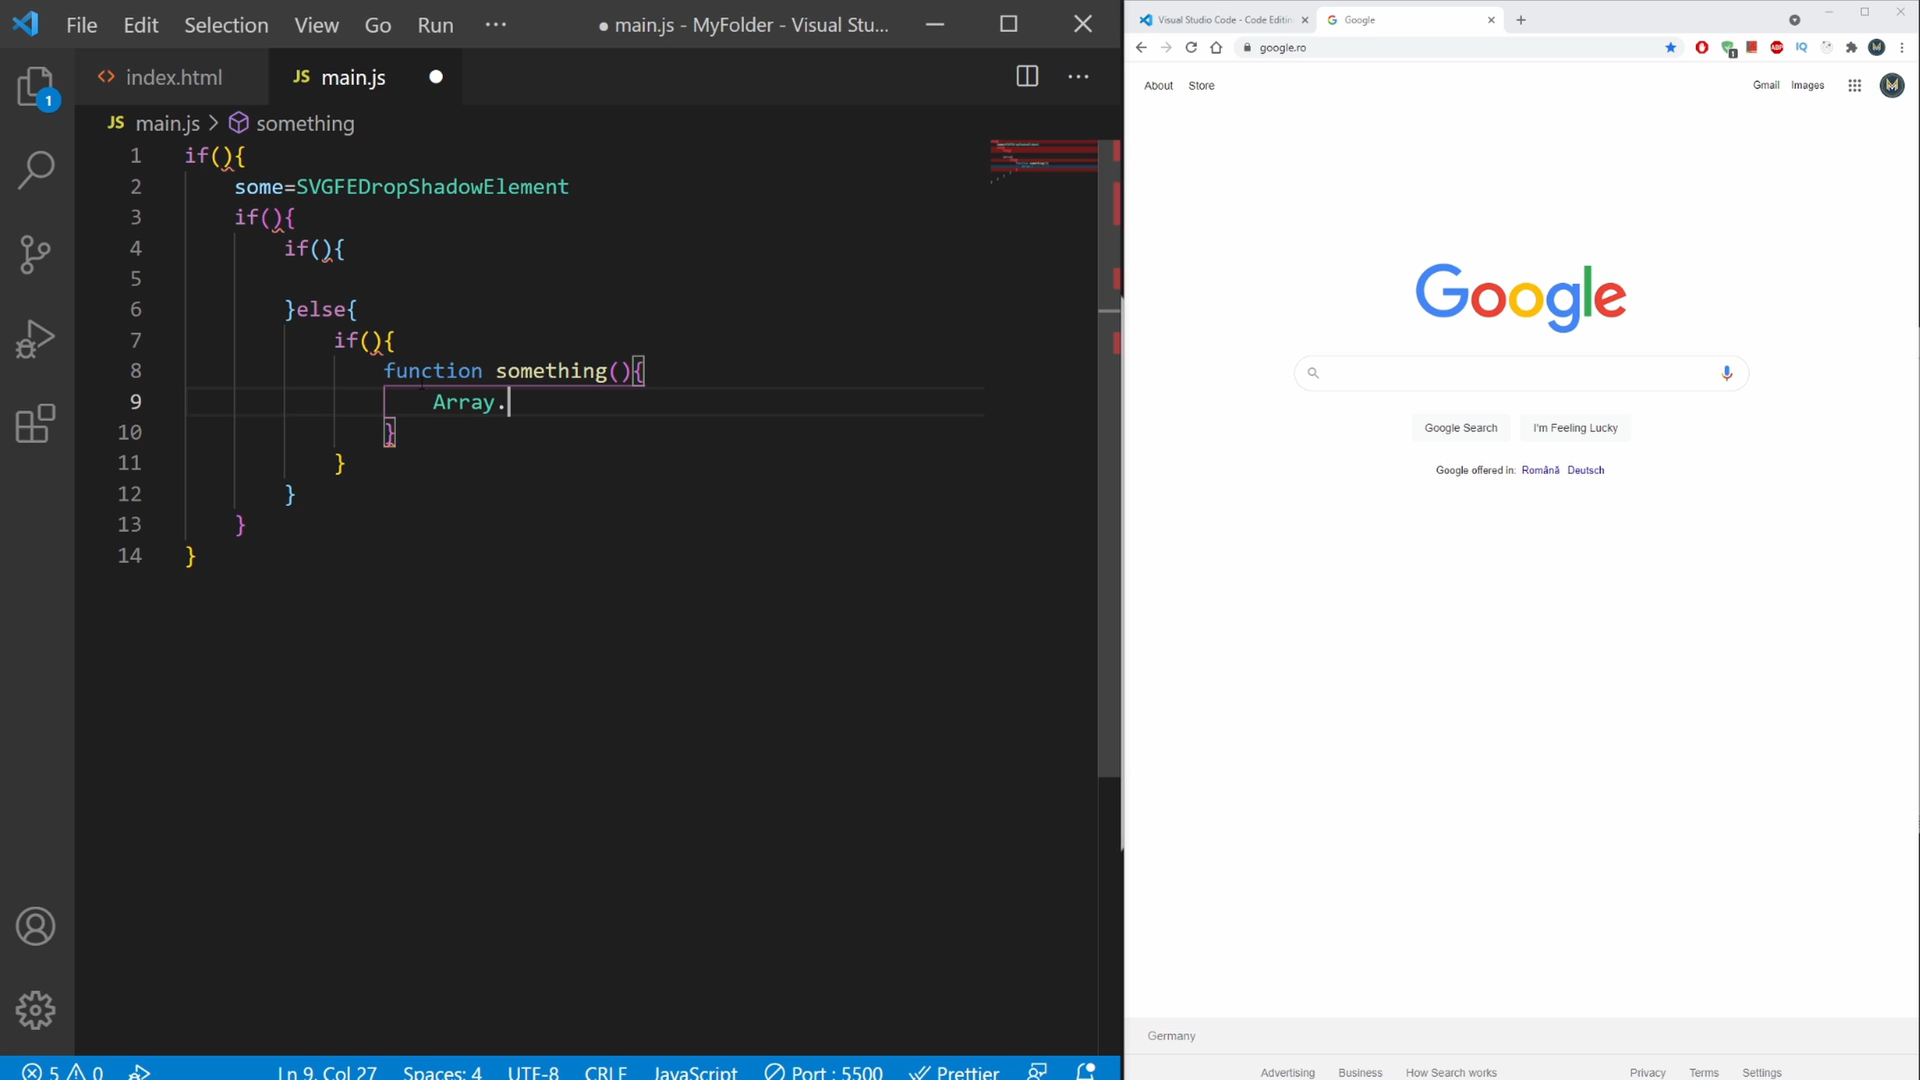 File Edit Selection View Go Run ··· ● main.js - MyFolder - Visual Stu...
<> index.html JS main.js ●
JS main.js > something
1 if(){
2 some=SVGFEDropShadowElement
3 if(){
4 if(){
5
6 }else{
7 if(){
8 function something(){
9 Array.
10 }
11 }
12 }
13 }
14 }
1
5 0 Ln 9, Col 27 Spaces: 4 UTF-8 CRLF JavaScript Port : 5500 Prettier
Visual Studio Code - Code Editin
Google
google.ro
1 ABP IQ M
About Store
Gmail Images
Google
Google Search I'm Feeling Lucky
Google offered in: Română Deutsch
Germany
Advertising Business How Search works Privacy Terms Settings